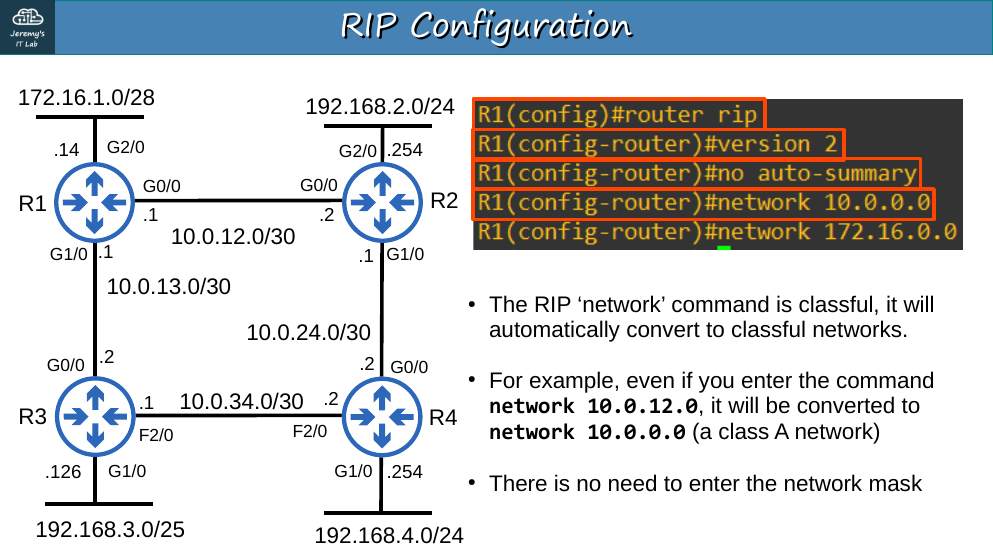 Jeremy's
IT Lab
RIP Configuration
172.16.1.0/28
192.168.2.0/24
.14
G2/0
G2/0
.254
R1
G0/0
G0/0
R2
.1
.2
10.0.12.0/30
G1/0
.1
.1
G1/0
10.0.13.0/30
10.0.24.0/30
G0/0
.2
.2
G0/0
R3
.1
10.0.34.0/30
.2
R4
F2/0
F2/0
.126
G1/0
G1/0
.254
192.168.3.0/25
192.168.4.0/24
R1(config)#router rip
R1(config-router)#version 2
R1(config-router)#no auto-summary
R1(config-router)#network 10.0.0.0
R1(config-router)#network 172.16.0.0
• The RIP ‘network’ command is classful, it will
automatically convert to classful networks.
• For example, even if you enter the command
network 10.0.12.0, it will be converted to
network 10.0.0.0 (a class A network)
• There is no need to enter the network mask